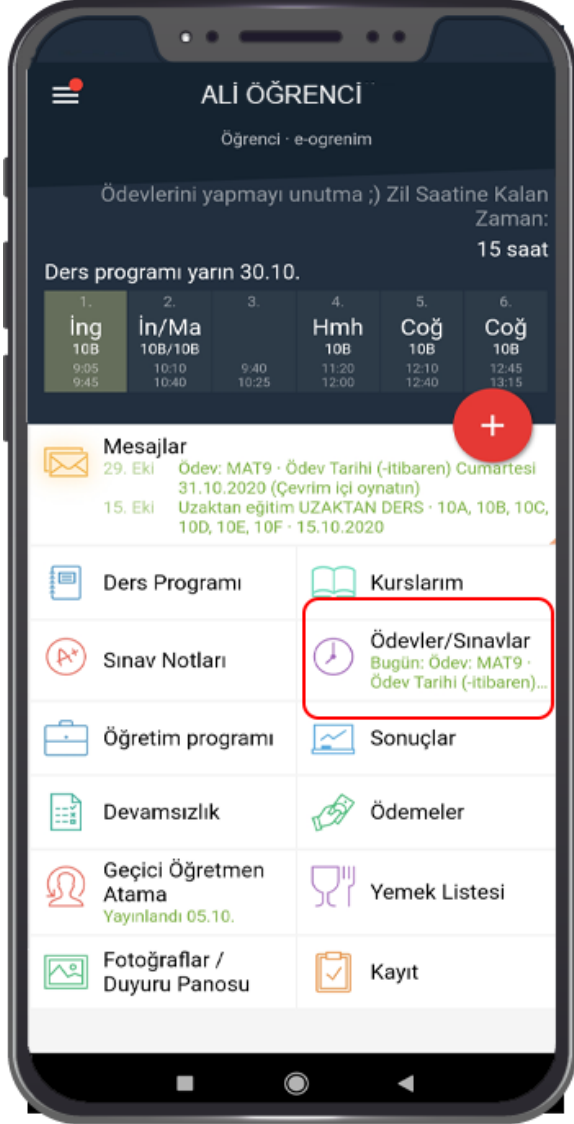 ALİ ÖĞRENCİ
Öğrenci · e-ogrenim
Ödevlerini yapmayı unutma ;) Zil Saatine Kalan
Zaman:
15 saat
Ders programı yarın 30.10.
1.
İng
10B
9:05
9:45
2.
İn/Ma
10B/10B
10:10
10:40
3.
9:40
10:25
4.
Hmh
10B
11:20
12:00
5.
Coğ
10B
12:10
12:40
6.
Coğ
10B
12:45
13:15
+
Mesajlar
29. Eki Ödev: MAT9 · Ödev Tarihi (-itibaren) Cumartesi
31.10.2020 (Çevrim içi oynatın)
15. Eki Uzaktan eğitim UZAKTAN DERS · 10A, 10B, 10C,
10D, 10E, 10F · 15.10.2020
Ders Programı
Kurslarım
A+
Sınav Notları
Ödevler/Sınavlar
Bugün: Ödev: MAT9 ·
Ödev Tarihi (-itibaren)...
Öğretim programı
Sonuçlar
Devamsızlık
Ödemeler
Geçici Öğretmen
Atama
Yayınlandı 05.10.
Yemek Listesi
Fotoğraflar /
Duyuru Panosu
Kayıt